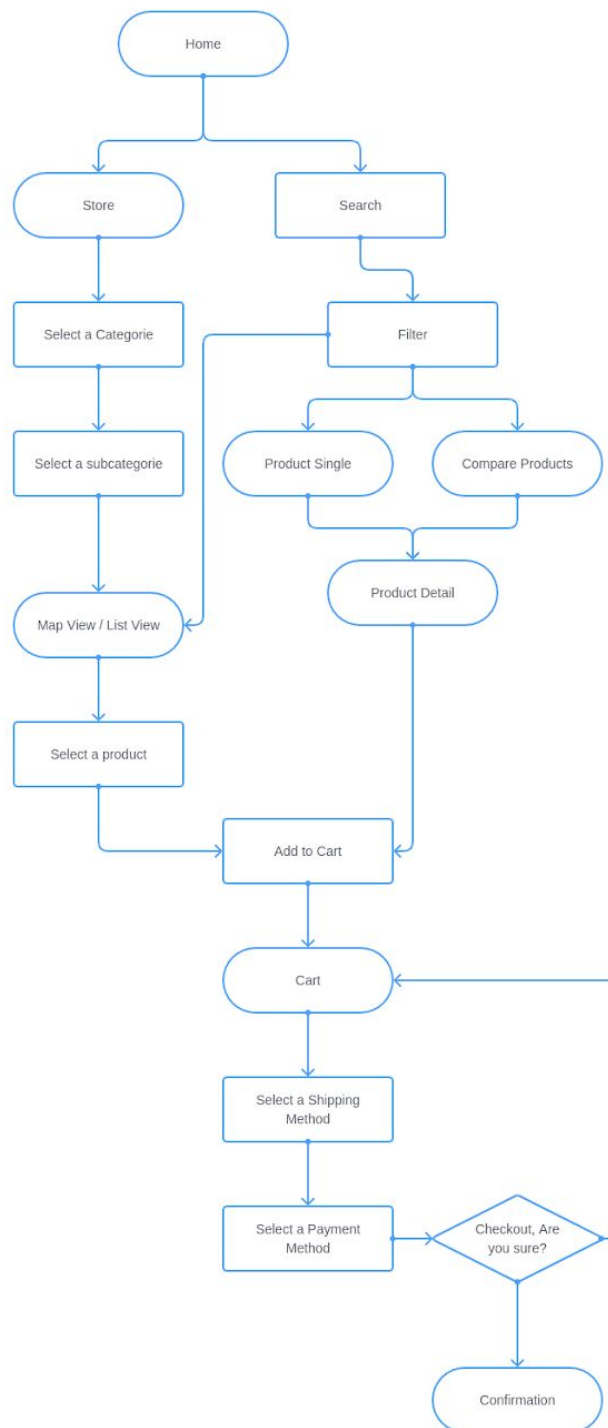 Home
Store
Search
Select a Categorie
Filter
Select a subcategorie
Product Single
Compare Products
Product Detail
Map View / List View
Select a product
Add to Cart
Cart
Select a Shipping
Method
Select a Payment
Method
Checkout, Are
you sure?
Confirmation